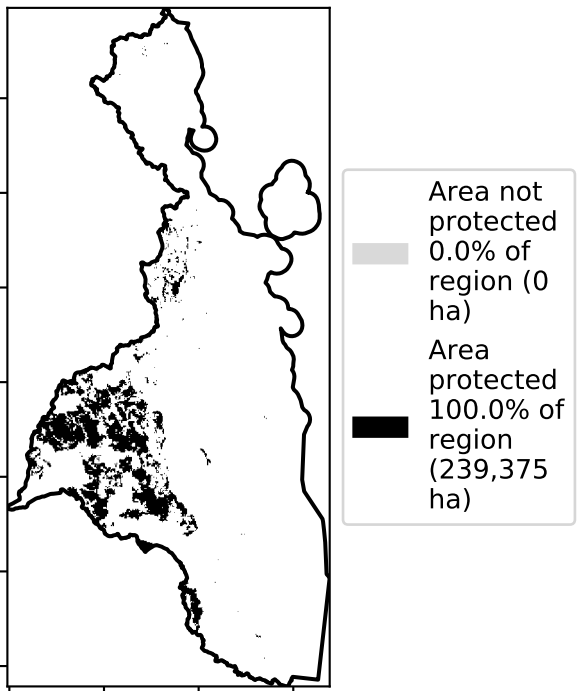 Area not
protected
0.0% of
region (0
ha)
Area
protected
100.0% of
region
(239,375
ha)